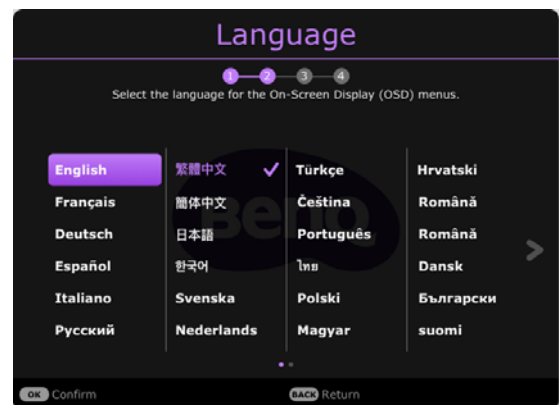 Language
1 2 3 4
Select the language for the On-Screen Display (OSD) menus.
English
Français
Deutsch
Español
Italiano
Русский
繁體中文
簡体中文
日本語
한국어
Svenska
Nederlands
Türkçe
Čeština
Português
ไทย
Polski
Magyar
Hrvatski
Română
Română
Dansk
Български
suomi
BenQ
OK Confirm
BACK Return